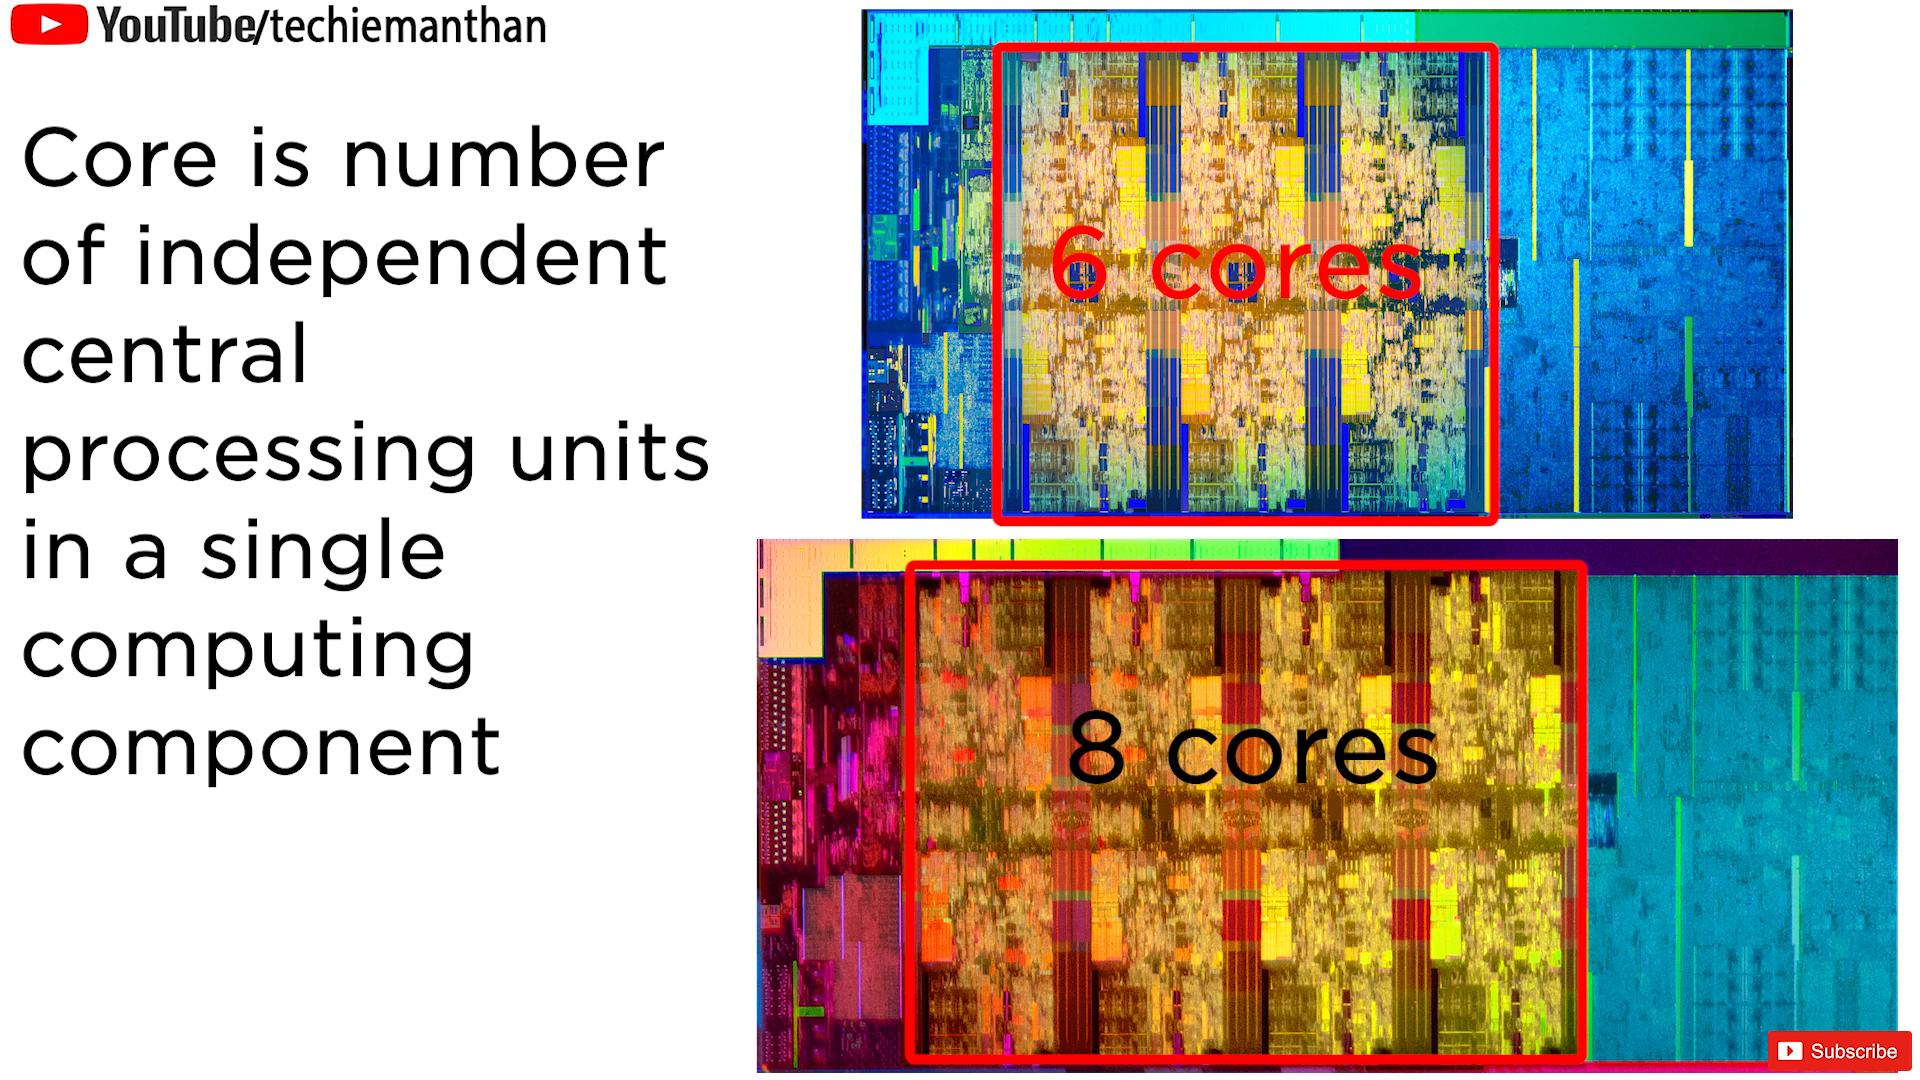 YouTube/techiemanthan
Core is number
of independent
central
processing units
in a single
computing
component
6 cores
8 cores
Subscribe